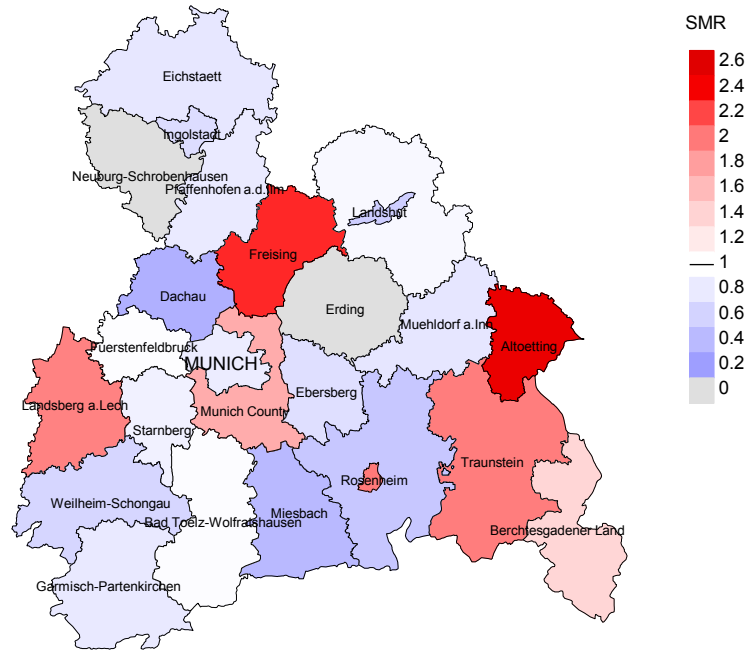 SMR
2.6
2.4
2.2
2
1.8
1.6
1.4
1.2
1
0.8
0.6
0.4
0.2
0
Eichstaett
Ingolstadt
Neuburg-Schrobenhausen
Pfaffenhofen a.d.Ilm
Landshut
Freising
Dachau
Erding
Muehldorf a.Inn
Altoetting
Fuerstenfeldbruck
MUNICH
Ebersberg
Landsberg a.Lech
Munich County
Starnberg
Traunstein
Rosenheim
Weilheim-Schongau
Miesbach
Bad Toelz-Wolfratshausen
Berchtesgadener Land
Garmisch-Partenkirchen